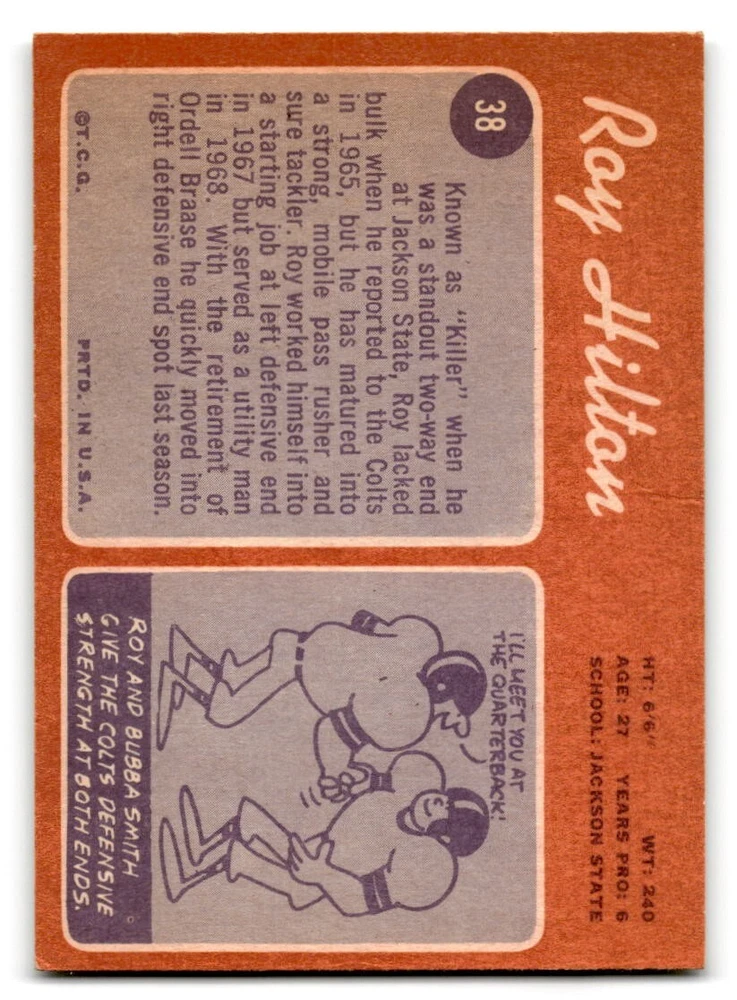 Roy Hilton
HT: 6'6" WT: 240
AGE: 27 YEARS PRO: 6
SCHOOL: JACKSON STATE
38
Known as "Killer" when he
was a standout two-way end
at Jackson State, Roy lacked
bulk when he reported to the Colts
in 1965, but he has matured into
a strong, mobile pass rusher and
sure tackler. Roy worked himself into
a starting job at left defensive end
in 1967 but served as a utility man
in 1968. With the retirement of
Ordell Braase he quickly moved into
right defensive end spot last season.
©T.C.G. PRTD. IN U.S.A.
I'LL MEET YOU AT
THE QUARTERBACK!
ROY AND BUBBA SMITH
GIVE THE COLTS DEFENSIVE
STRENGTH AT BOTH ENDS.